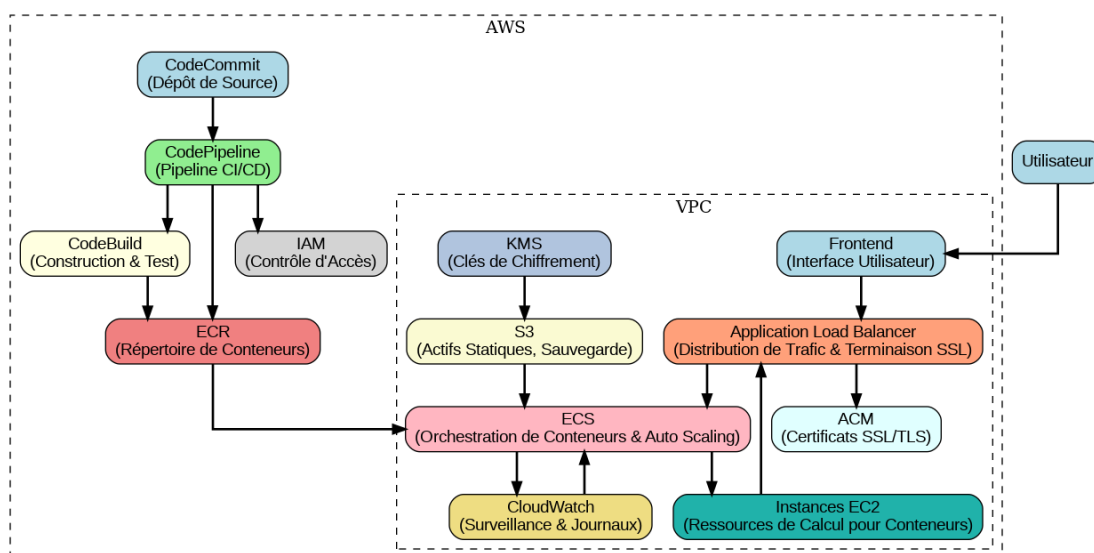 AWS
CodeCommit
(Dépôt de Source)
CodePipeline
(Pipeline CI/CD)
Utilisateur
VPC
CodeBuild
(Construction & Test)
IAM
(Contrôle d'Accès)
KMS
(Clés de Chiffrement)
Frontend
(Interface Utilisateur)
ECR
(Répertoire de Conteneurs)
S3
(Actifs Statiques, Sauvegarde)
Application Load Balancer
(Distribution de Trafic & Terminaison SSL)
ECS
(Orchestration de Conteneurs & Auto Scaling)
ACM
(Certificats SSL/TLS)
CloudWatch
(Surveillance & Journaux)
Instances EC2
(Ressources de Calcul pour Conteneurs)